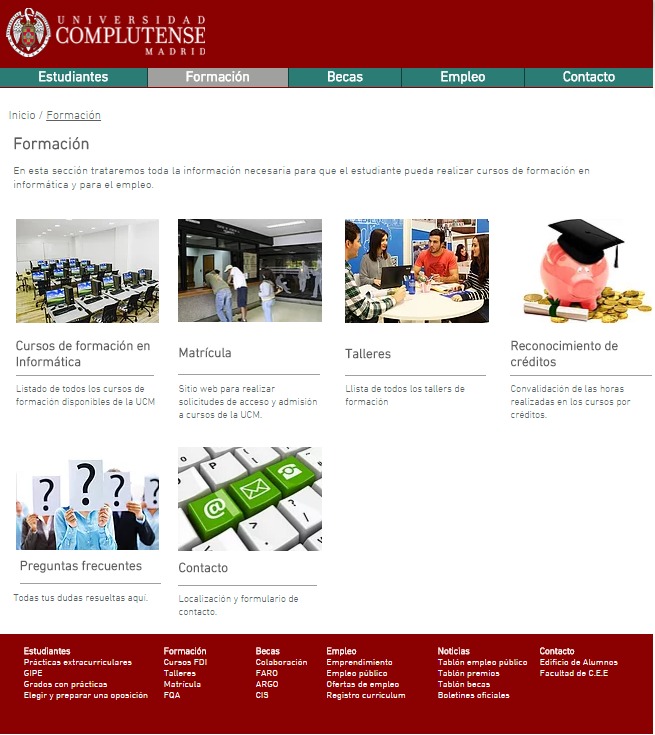 UNIVERSIDAD
COMPLUTENSE
MADRID
Estudiantes Formación Becas Empleo Contacto
Inicio / Formación
Formación
En esta sección trataremos toda la información necesaria para que el estudiante pueda realizar cursos de formación en
informática y para el empleo.
Cursos de formación en
Informática
Listado de todos los cursos de
formación disponibles de la UCM
Matrícula
Sitio web para realizar
solicitudes de acceso y admisión
a cursos de la UCM.
Talleres
Llista de todos los tallers de
formación
Reconocimiento de
créditos
Convalidación de las horas
realizadas en los cursos por
créditos.
? ? ? ?
Preguntas frecuentes
Todas tus dudas resueltas aquí.
P
@
?
Contacto
Localización y formulario de
contacto.
Estudiantes
Prácticas extracurriculares
GIPE
Grados con prácticas
Elegir y preparar una oposición
Formación
Cursos FDI
Talleres
Matrícula
FQA
Becas
Colaboración
FARO
ARGO
CIS
Empleo
Emprendimiento
Empleo público
Ofertas de empleo
Registro curriculum
Noticias
Tablón empleo público
Tablón premios
Tablón becas
Boletines oficiales
Contacto
Edificio de Alumnos
Facultad de C.E.E